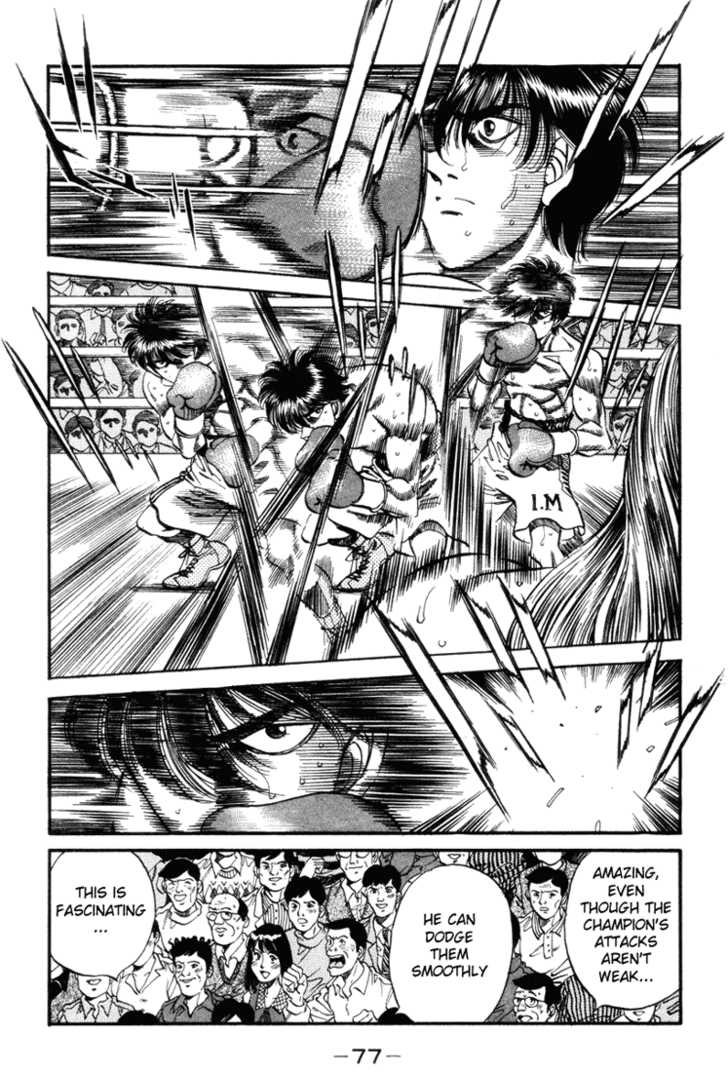 I.M
AMAZING,
EVEN
THOUGH THE
CHAMPION'S
ATTACKS
AREN'T
WEAK...
HE CAN
DODGE
THEM
SMOOTHLY
THIS IS
FASCINATING
...
-77-